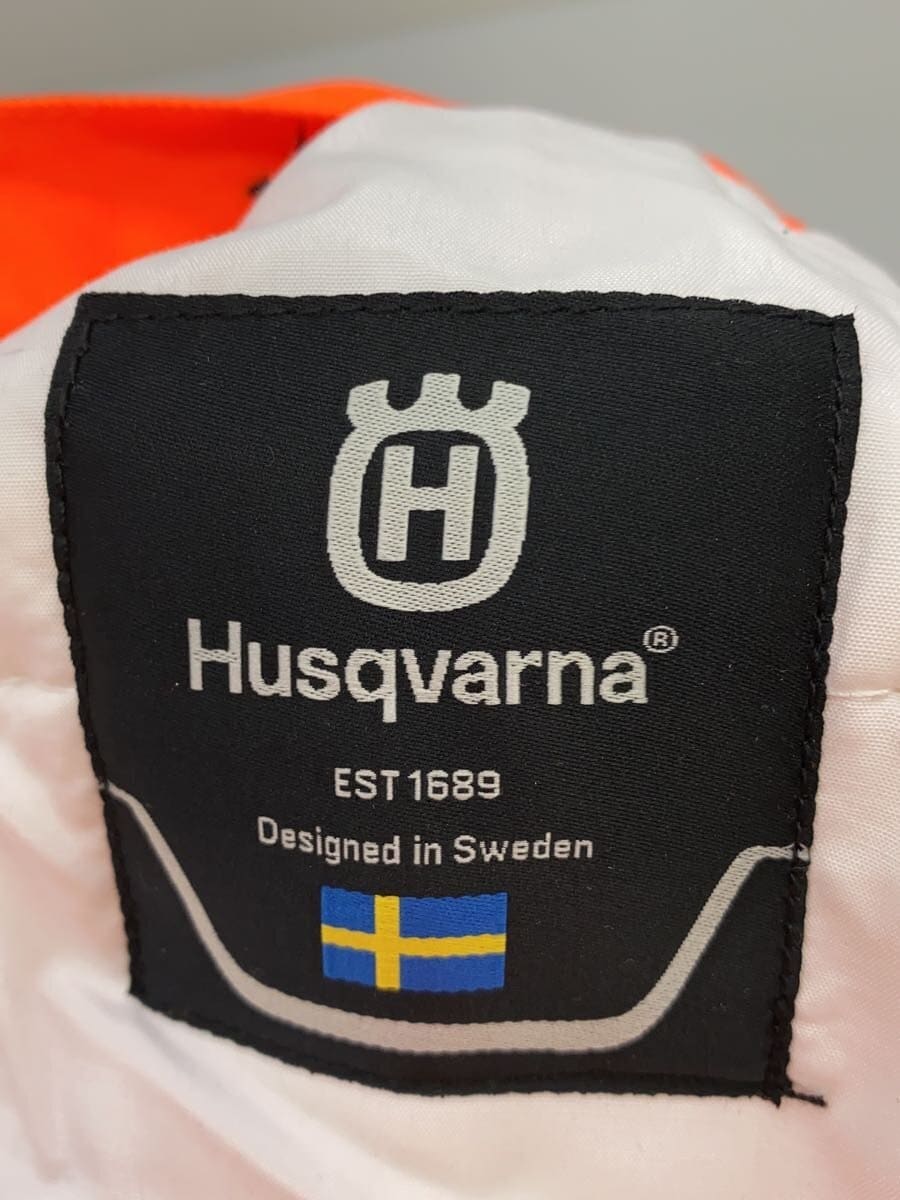 H
Husqvarna®
EST 1689
Designed in Sweden